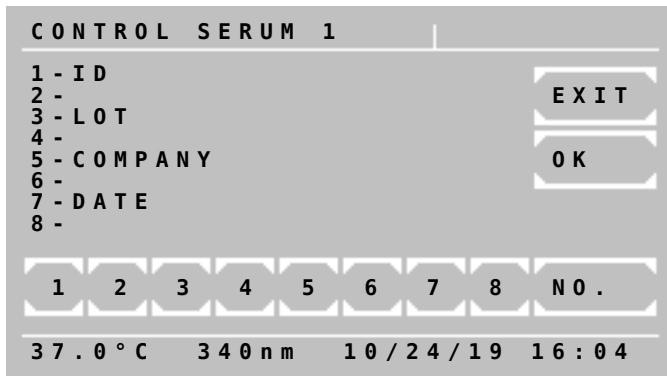 CONTROL SERUM 1
1-ID
2-
3-LOT
4-
5-COMPANY
6-
7-DATE
8-
EXIT
OK
1 2 3 4 5 6 7 8 NO.
37.0°C 340nm 10/24/19 16:04